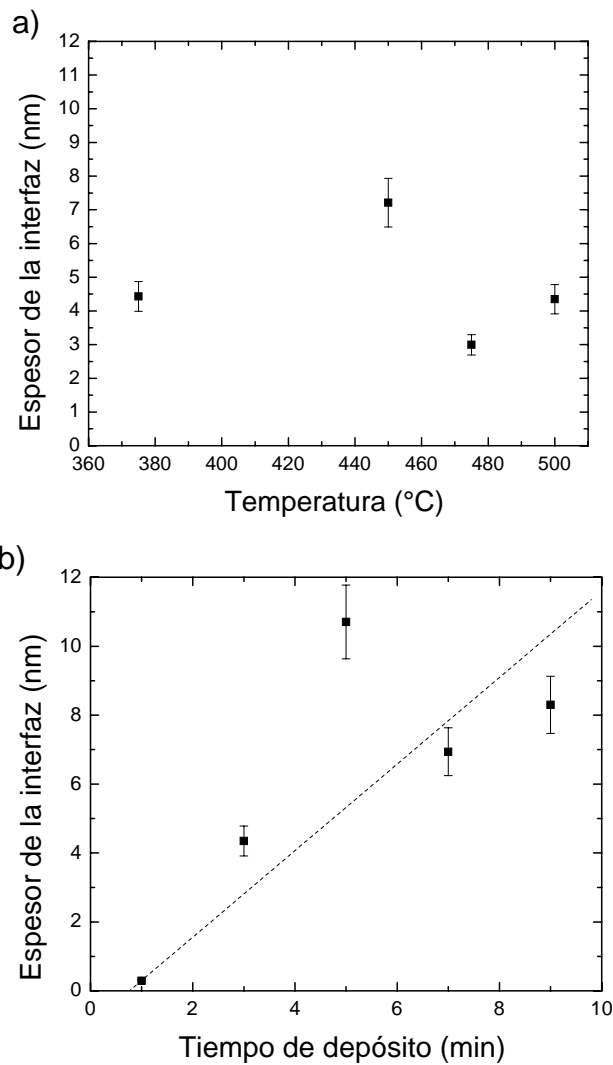 a)
12
11
10
9
8
7
6
5
4
3
2
1
0
Espesor de la interfaz (nm)
360 380 400 420 440 460 480 500
Temperatura (°C)
b)
12
10
8
6
4
2
0
Espesor de la interfaz (nm)
0 2 4 6 8 10
Tiempo de depósito (min)